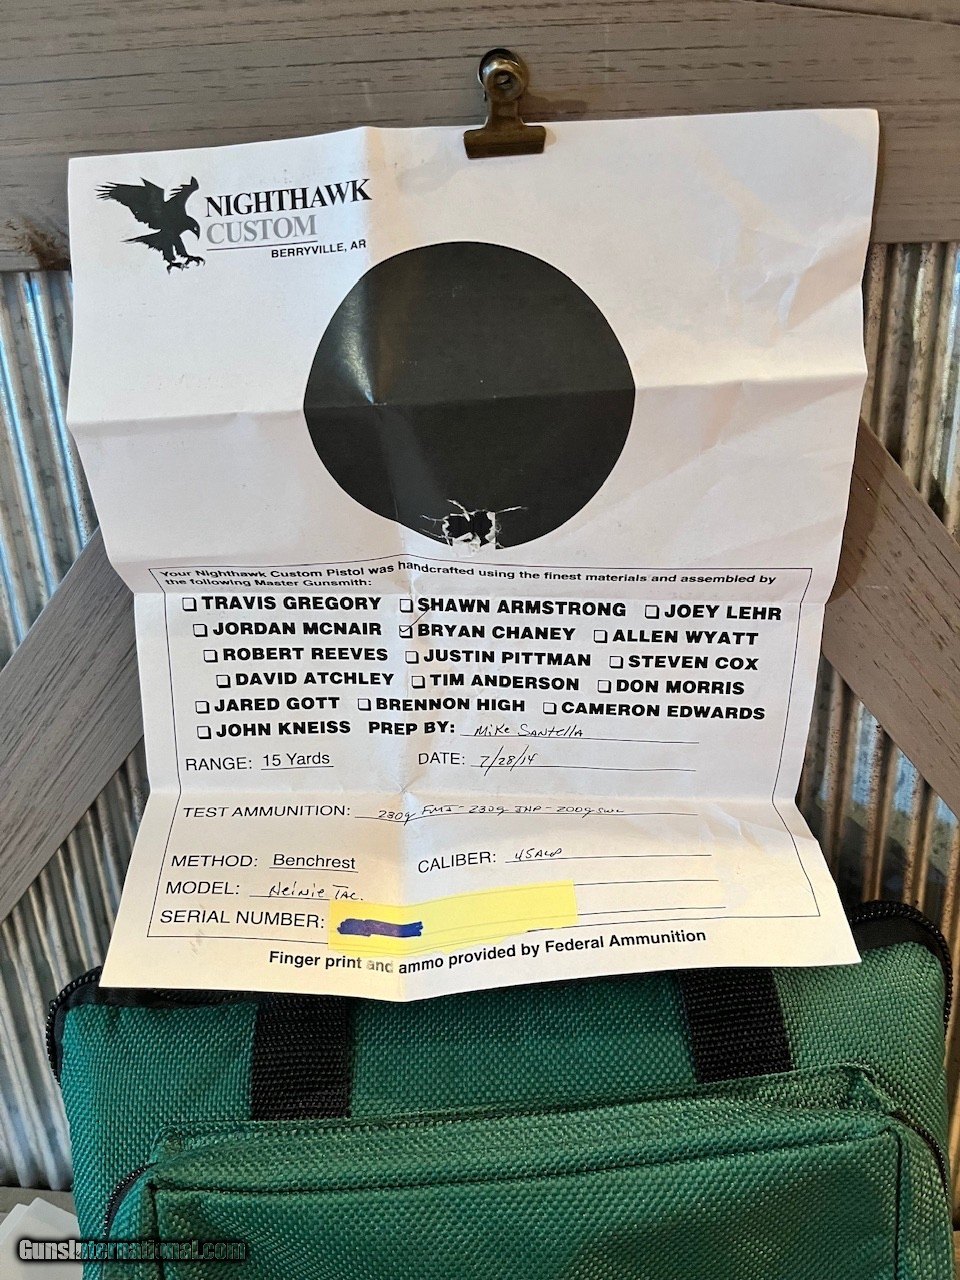 NIGHTHAWK
CUSTOM
BERRYVILLE, AR
Your Nighthawk Custom Pistol was handcrafted using the finest materials and assembled by
the following Master Gunsmith:
TRAVIS GREGORY SHAWN ARMSTRONG JOEY LEHR
JORDAN MCNAIR BRYAN CHANEY ALLEN WYATT
ROBERT REEVES JUSTIN PITTMAN STEVEN COX
DAVID ATCHLEY TIM ANDERSON DON MORRIS
JARED GOTT BRENNON HIGH CAMERON EDWARDS
JOHN KNEISS PREP BY: Mike Santella
RANGE: 15 Yards DATE: 7/28/14
TEST AMMUNITION: 230g FMJ - 230g JHP - 200g SWC
METHOD: Benchrest CALIBER: 45ACP
MODEL: Heinie Tac.
SERIAL NUMBER:
Finger print and ammo provided by Federal Ammunition
GunsInternational.com